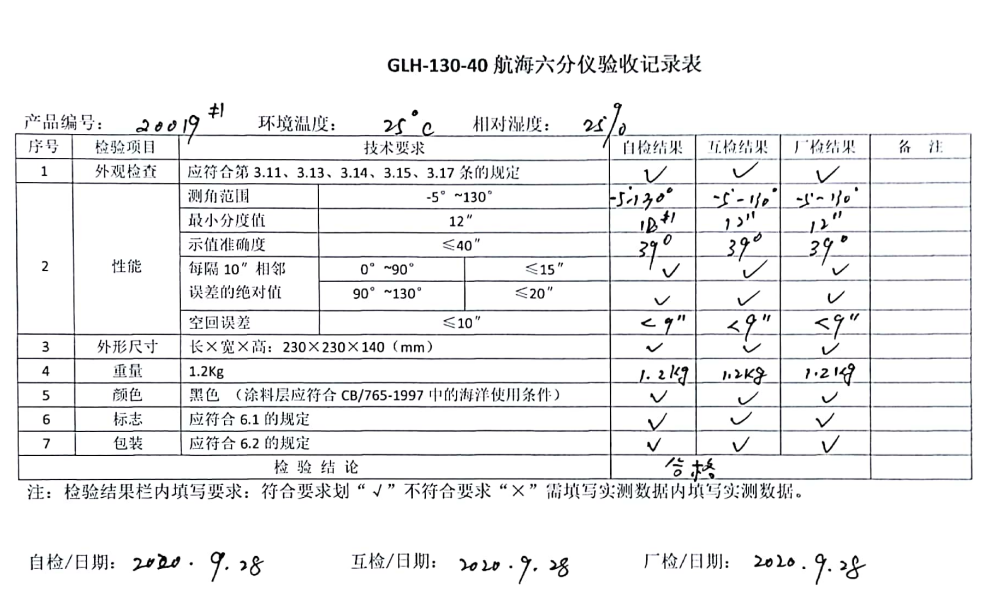 GLH-130-40 航海六分仪验收记录表
产品编号： 20019 #1 环境温度： 25°C 相对湿度： 25%
序号 检验项目 技术要求 自检结果 互检结果 厂检结果 备 注
1 外观检查 应符合第 3.11、3.13、3.14、3.15、3.17 条的规定 ✓ ✓ ✓
2 性能 测角范围 -5° ~130° -5°-130° -5°-130° -5°-130°
最小分度值 12″ 12″ 12″
示值准确度 ≤40″ 39° 39° 39°
每隔 10″ 相邻误差的绝对值 0° ~90° ≤15″ ✓ ✓ ✓
90° ~130° ≤20″ ✓ ✓ ✓
空回误差 ≤10″ <9" <9" <9"
3 外形尺寸 长×宽×高：230×230×140（mm） ✓ ✓ ✓
4 重量 1.2Kg 1.2kg 1.2kg 1.2kg
5 颜色 黑色 （涂料层应符合 CB/765-1997 中的海洋使用条件） ✓ ✓ ✓
6 标志 应符合 6.1 的规定 ✓ ✓ ✓
7 包装 应符合 6.2 的规定 ✓ ✓ ✓
检 验 结 论 合格
注：检验结果栏内填写要求：符合要求划“√”不符合要求“×”需填写实测数据内填写实测数据。
自检/日期： 2020.9.28 互检/日期： 2020.9.28 厂检/日期： 2020.9.28